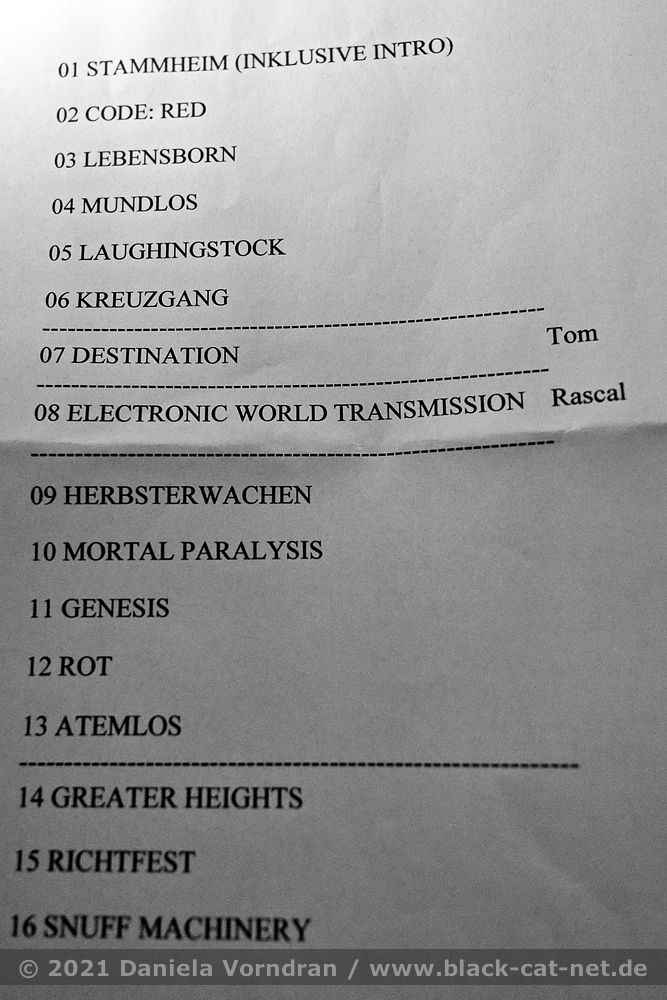 01 STAMMHEIM (INKLUSIVE INTRO)
02 CODE: RED
03 LEBENSBORN
04 MUNDLOS
05 LAUGHINGSTOCK
06 KREUZGANG
07 DESTINATION Tom
08 ELECTRONIC WORLD TRANSMISSION Rascal
09 HERBSTERWACHEN
10 MORTAL PARALYSIS
11 GENESIS
12 ROT
13 ATEMLOS
14 GREATER HEIGHTS
15 RICHTFEST
16 SNUFF MACHINERY
© 2021 Daniela Vorndran / www.black-cat-net.de